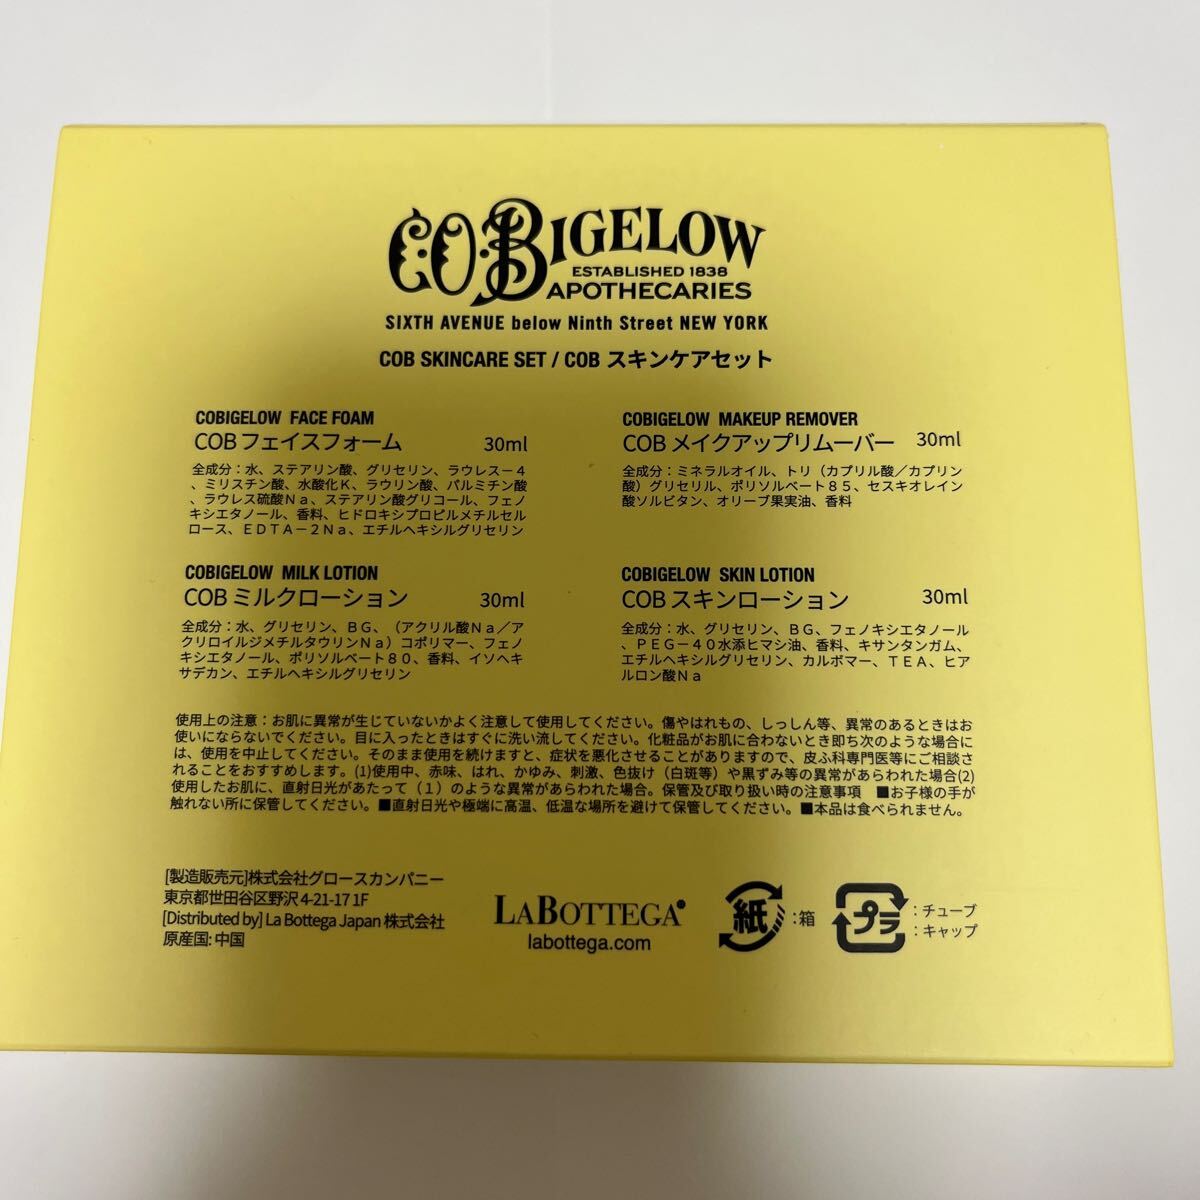 C.O. BIGELOW
ESTABLISHED 1838
APOTHECARIES
SIXTH AVENUE below Ninth Street NEW YORK
COB SKINCARE SET / COB スキンケアセット
COBIGELOW FACE FOAM
COB フェイスフォーム 30ml
全成分：水、ステアリン酸、グリセリン、ラウレス－４
、ミリスチン酸、水酸化Ｋ、ラウリン酸、パルミチン酸
、ラウレス硫酸Ｎａ、ステアリン酸グリコール、フェノ
キシエタノール、香料、ヒドロキシプロピルメチルセル
ロース、ＥＤＴＡ－２Ｎａ、エチルヘキシルグリセリン
COBIGELOW MAKEUP REMOVER
COB メイクアップリムーバー 30ml
全成分：ミネラルオイル、トリ（カプリル酸／カプリン
酸）グリセリル、ポリソルベート８５、セスキオレイン
酸ソルビタン、オリーブ果実油、香料
COBIGELOW MILK LOTION
COB ミルクローション 30ml
全成分：水、グリセリン、ＢＧ、（アクリル酸Ｎａ／ア
クリロイルジメチルタウリンＮａ）コポリマー、フェノ
キシエタノール、ポリソルベート８０、香料、イソヘキ
サデカン、エチルヘキシルグリセリン
COBIGELOW SKIN LOTION
COB スキンローション 30ml
全成分：水、グリセリン、ＢＧ、フェノキシエタノール
、ＰＥＧ－４０水添ヒマシ油、香料、キサンタンガム、
エチルヘキシルグリセリン、カルボマー、ＴＥＡ、ヒア
ルロン酸Ｎａ
使用上の注意：お肌に異常が生じていないかよく注意して使用してください。傷やはれもの、しっしん等、異常のあるときはお
使いにならないでください。目に入ったときはすぐに洗い流してください。化粧品がお肌に合わないとき即ち次のような場合に
は、使用を中止してください。そのまま使用を続けますと、症状を悪化させることがありますので、皮ふ科専門医等にご相談さ
れることをおすすめします。(1)使用中、赤味、はれ、かゆみ、刺激、色抜け（白斑等）や黒ずみ等の異常があらわれた場合(2)
使用したお肌に、直射日光があたって（１）のような異常があらわれた場合。保管及び取り扱い時の注意事項　■お子様の手が
触れない所に保管してください。■直射日光や極端に高温、低温な場所を避けて保管してください。■本品は食べられません。
[製造販売元]株式会社グロースカンパニー
東京都世田谷区野沢 4-21-17 1F
[Distributed by] La Bottega Japan 株式会社
原産国: 中国
LABOTTEGA
labottega.com
紙 ：箱
プラ ：チューブ
：キャップ